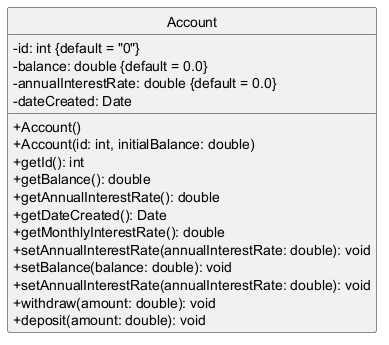 Account
-id: int {default = "0"}
-balance: double {default = 0.0}
-annualInterestRate: double {default = 0.0}
-dateCreated: Date
+Account()
+Account(id: int, initialBalance: double)
+getId(): int
+getBalance(): double
+getAnnualInterestRate(): double
+getDateCreated(): Date
+getMonthlyInterestRate(): double
+setAnnualInterestRate(annualInterestRate: double): void
+setBalance(balance: double): void
+setAnnualInterestRate(annualInterestRate: double): void
+withdraw(amount: double): void
+deposit(amount: double): void